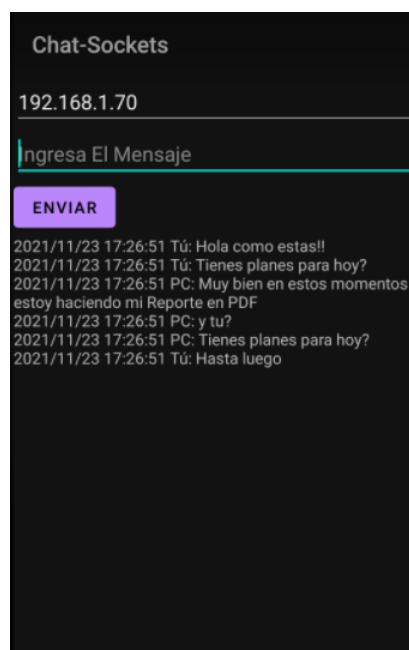 Chat-Sockets
192.168.1.70
Ingresa El Mensaje
ENVIAR
2021/11/23 17:26:51 Tú: Hola como estas!!
2021/11/23 17:26:51 Tú: Tienes planes para hoy?
2021/11/23 17:26:51 PC: Muy bien en estos momentos
estoy haciendo mi Reporte en PDF
2021/11/23 17:26:51 PC: y tu?
2021/11/23 17:26:51 PC: Tienes planes para hoy?
2021/11/23 17:26:51 Tú: Hasta luego